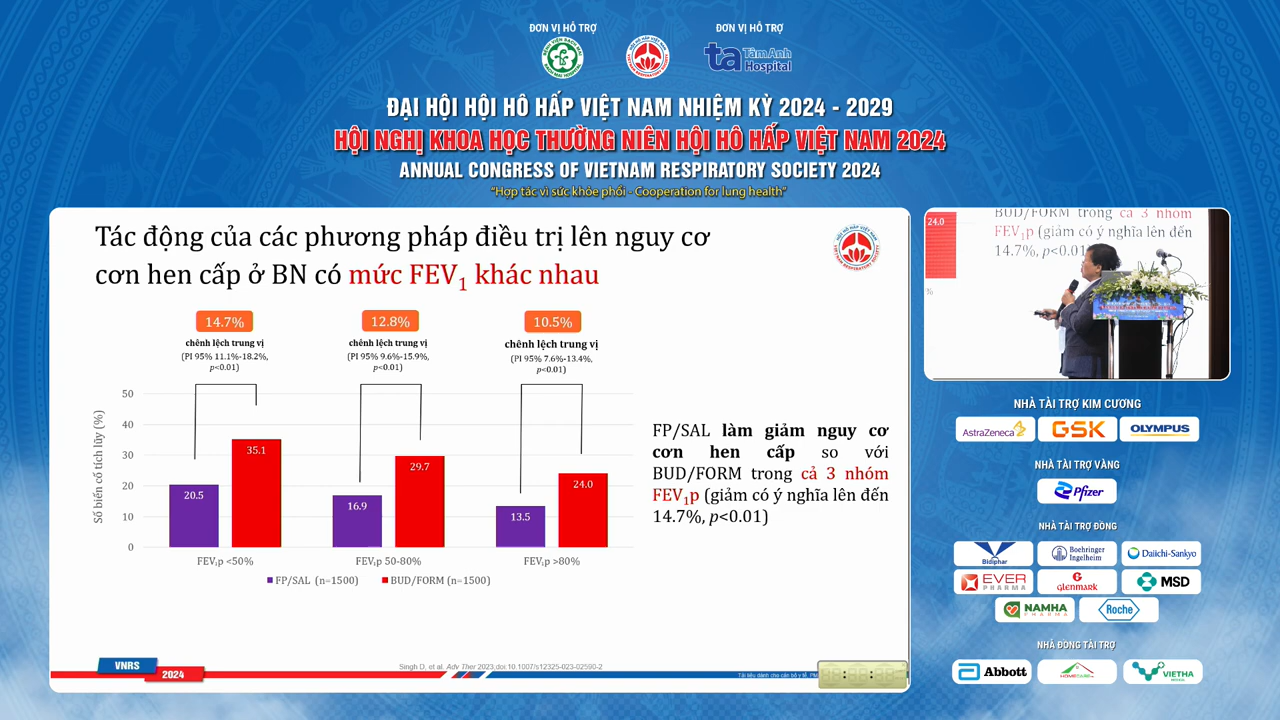 ĐƠN VỊ HỖ TRỢ
ĐƠN VỊ HỖ TRỢ
ta TâmAnh Hospital
ĐẠI HỘI HỘI HÔ HẤP VIỆT NAM NHIỆM KỲ 2024 - 2029
HỘI NGHỊ KHOA HỌC THƯỜNG NIÊN HỘI HÔ HẤP VIỆT NAM 2024
ANNUAL CONGRESS OF VIETNAM RESPIRATORY SOCIETY 2024
“Hợp tác vì sức khỏe phổi - Cooperation for lung health”
Tác động của các phương pháp điều trị lên nguy cơ
cơn hen cấp ở BN có mức FEV₁ khác nhau
14.7%
chênh lệch trung vị
(PI 95% 11.1%-18.2%,
p<0.01)
12.8%
chênh lệch trung vị
(PI 95% 9.6%-15.9%,
p<0.01)
10.5%
chênh lệch trung vị
(PI 95% 7.6%-13.4%,
p<0.01)
Số biến cố tích lũy (%)
50
40
30
20
10
0
20.5
35.1
16.9
29.7
13.5
24.0
FEV₁p <50%
FEV₁p 50-80%
FEV₁p >80%
FP/SAL (n=1500)
BUD/FORM (n=1500)
FP/SAL làm giảm nguy cơ
cơn hen cấp so với
BUD/FORM trong cả 3 nhóm
FEV₁p (giảm có ý nghĩa lên đến
14.7%, p<0.01)
VNRS
2024
Singh D, et al. Adv Ther 2023,doi:10.1007/s12325-023-02590-2
Tài liệu dành cho cán bộ y tế, PM
24.0
%
BUD/FORM trong cả 3 nhóm
FEV₁p (giảm có ý nghĩa lên đến
14.7%, p<0.01
NHÀ TÀI TRỢ KIM CƯƠNG
AstraZeneca
GSK
OLYMPUS
NHÀ TÀI TRỢ VÀNG
Pfizer
NHÀ TÀI TRỢ ĐỒNG
Bidiphar
Boehringer Ingelheim
Daiichi-Sankyo
EVER PHARMA
GLENMARK
MSD
NAMHA PHARMA
Roche
NHÀ ĐỒNG TÀI TRỢ
Abbott
HOMECARE
VIETHA